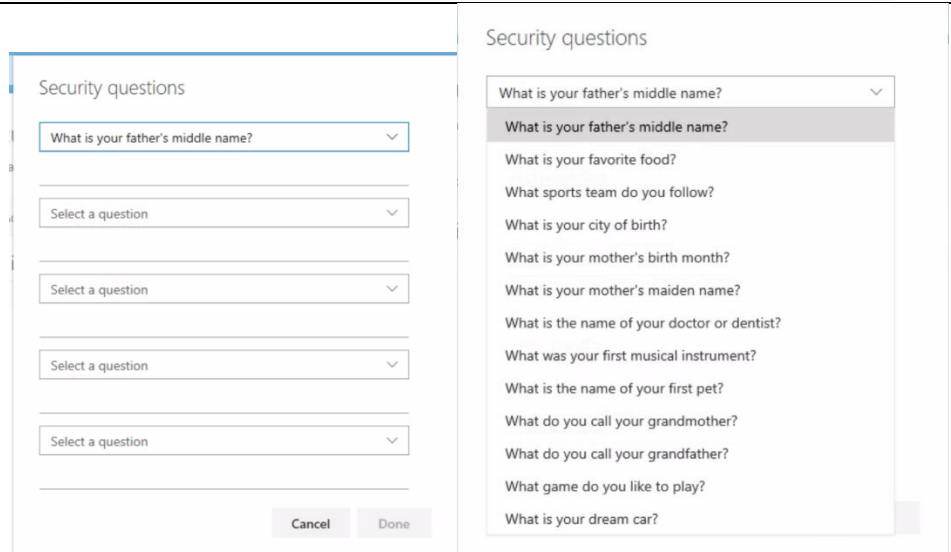 Security questions
What is your father's middle name?
Select a question
Select a question
Select a question
Select a question
Cancel
Done
Security questions
What is your father's middle name?
What is your father's middle name?
What is your favorite food?
What sports team do you follow?
What is your city of birth?
What is your mother's birth month?
What is your mother's maiden name?
What is the name of your doctor or dentist?
What was your first musical instrument?
What is the name of your first pet?
What do you call your grandmother?
What do you call your grandfather?
What game do you like to play?
What is your dream car?